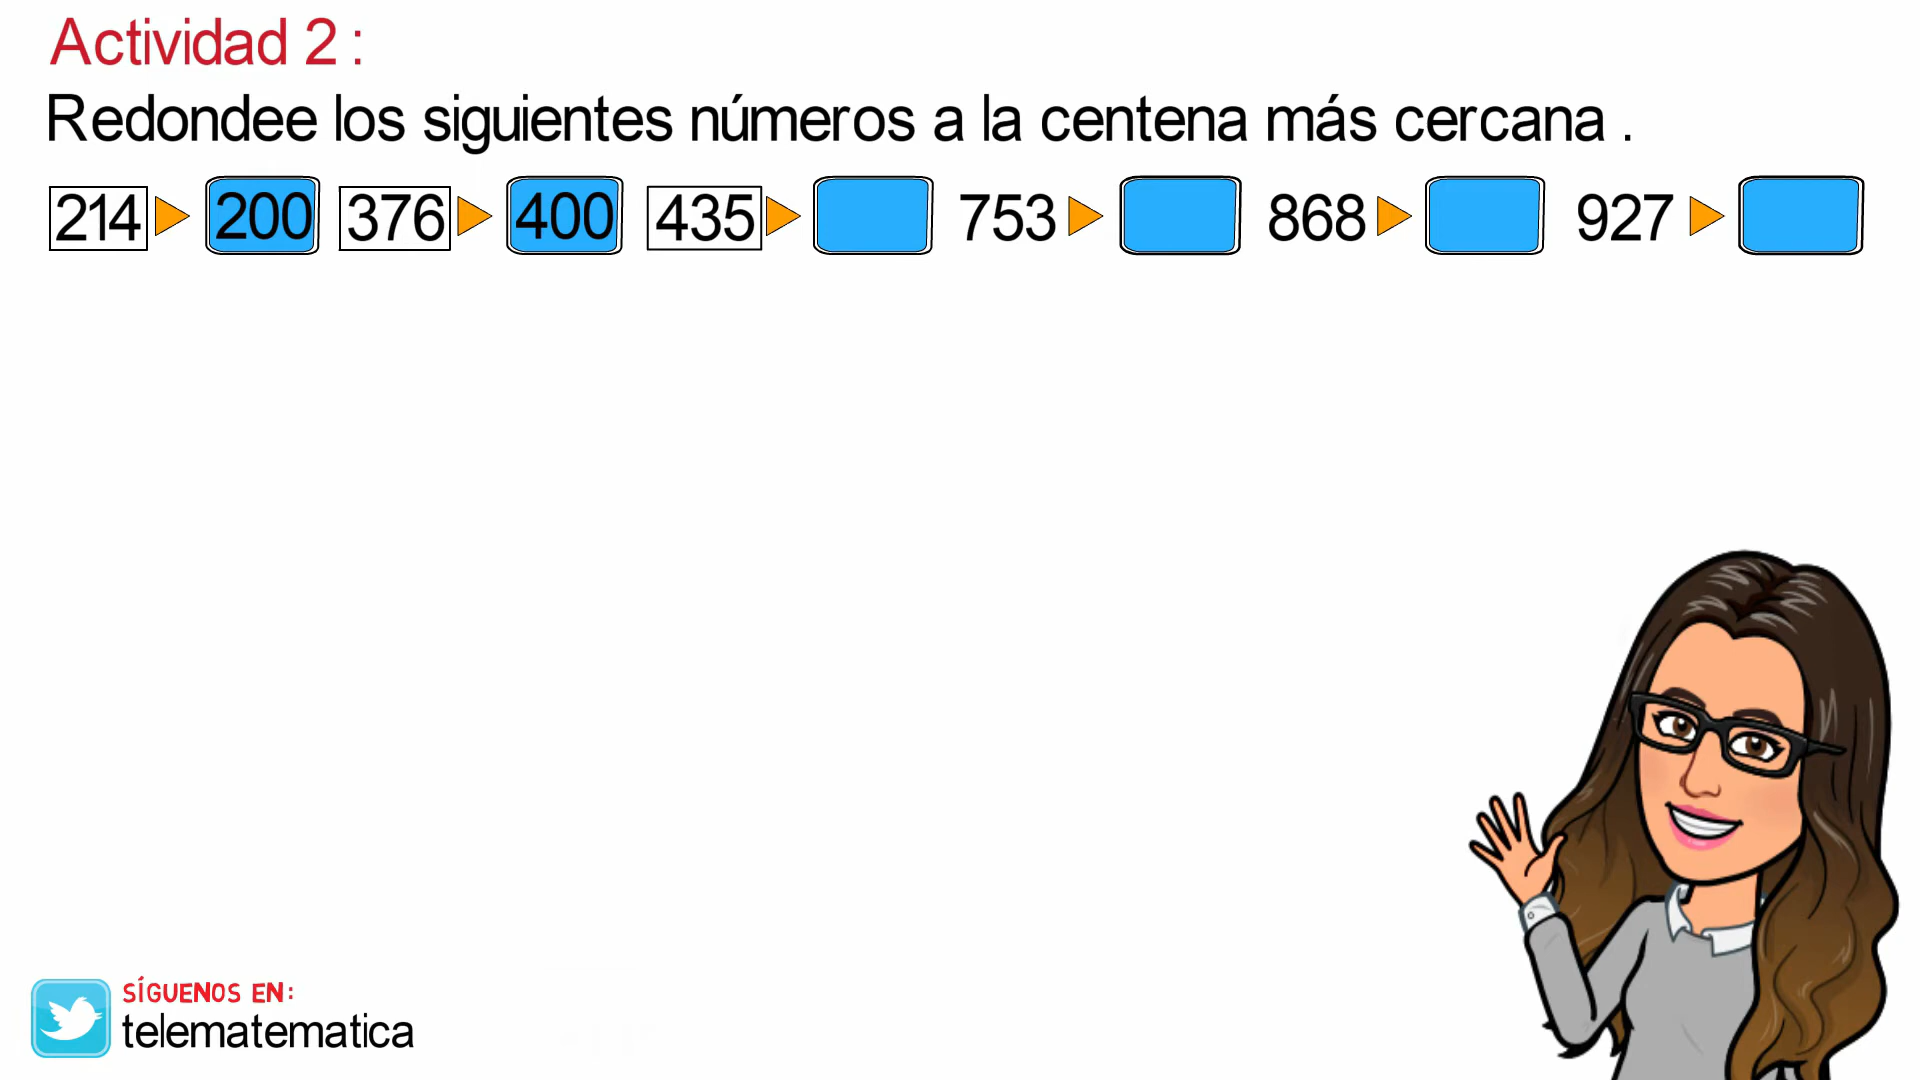 Actividad 2 :
Redondee los siguientes números a la centena más cercana .
214 200 376 400 435 753 868 927
SÍGUENOS EN:
telematematica